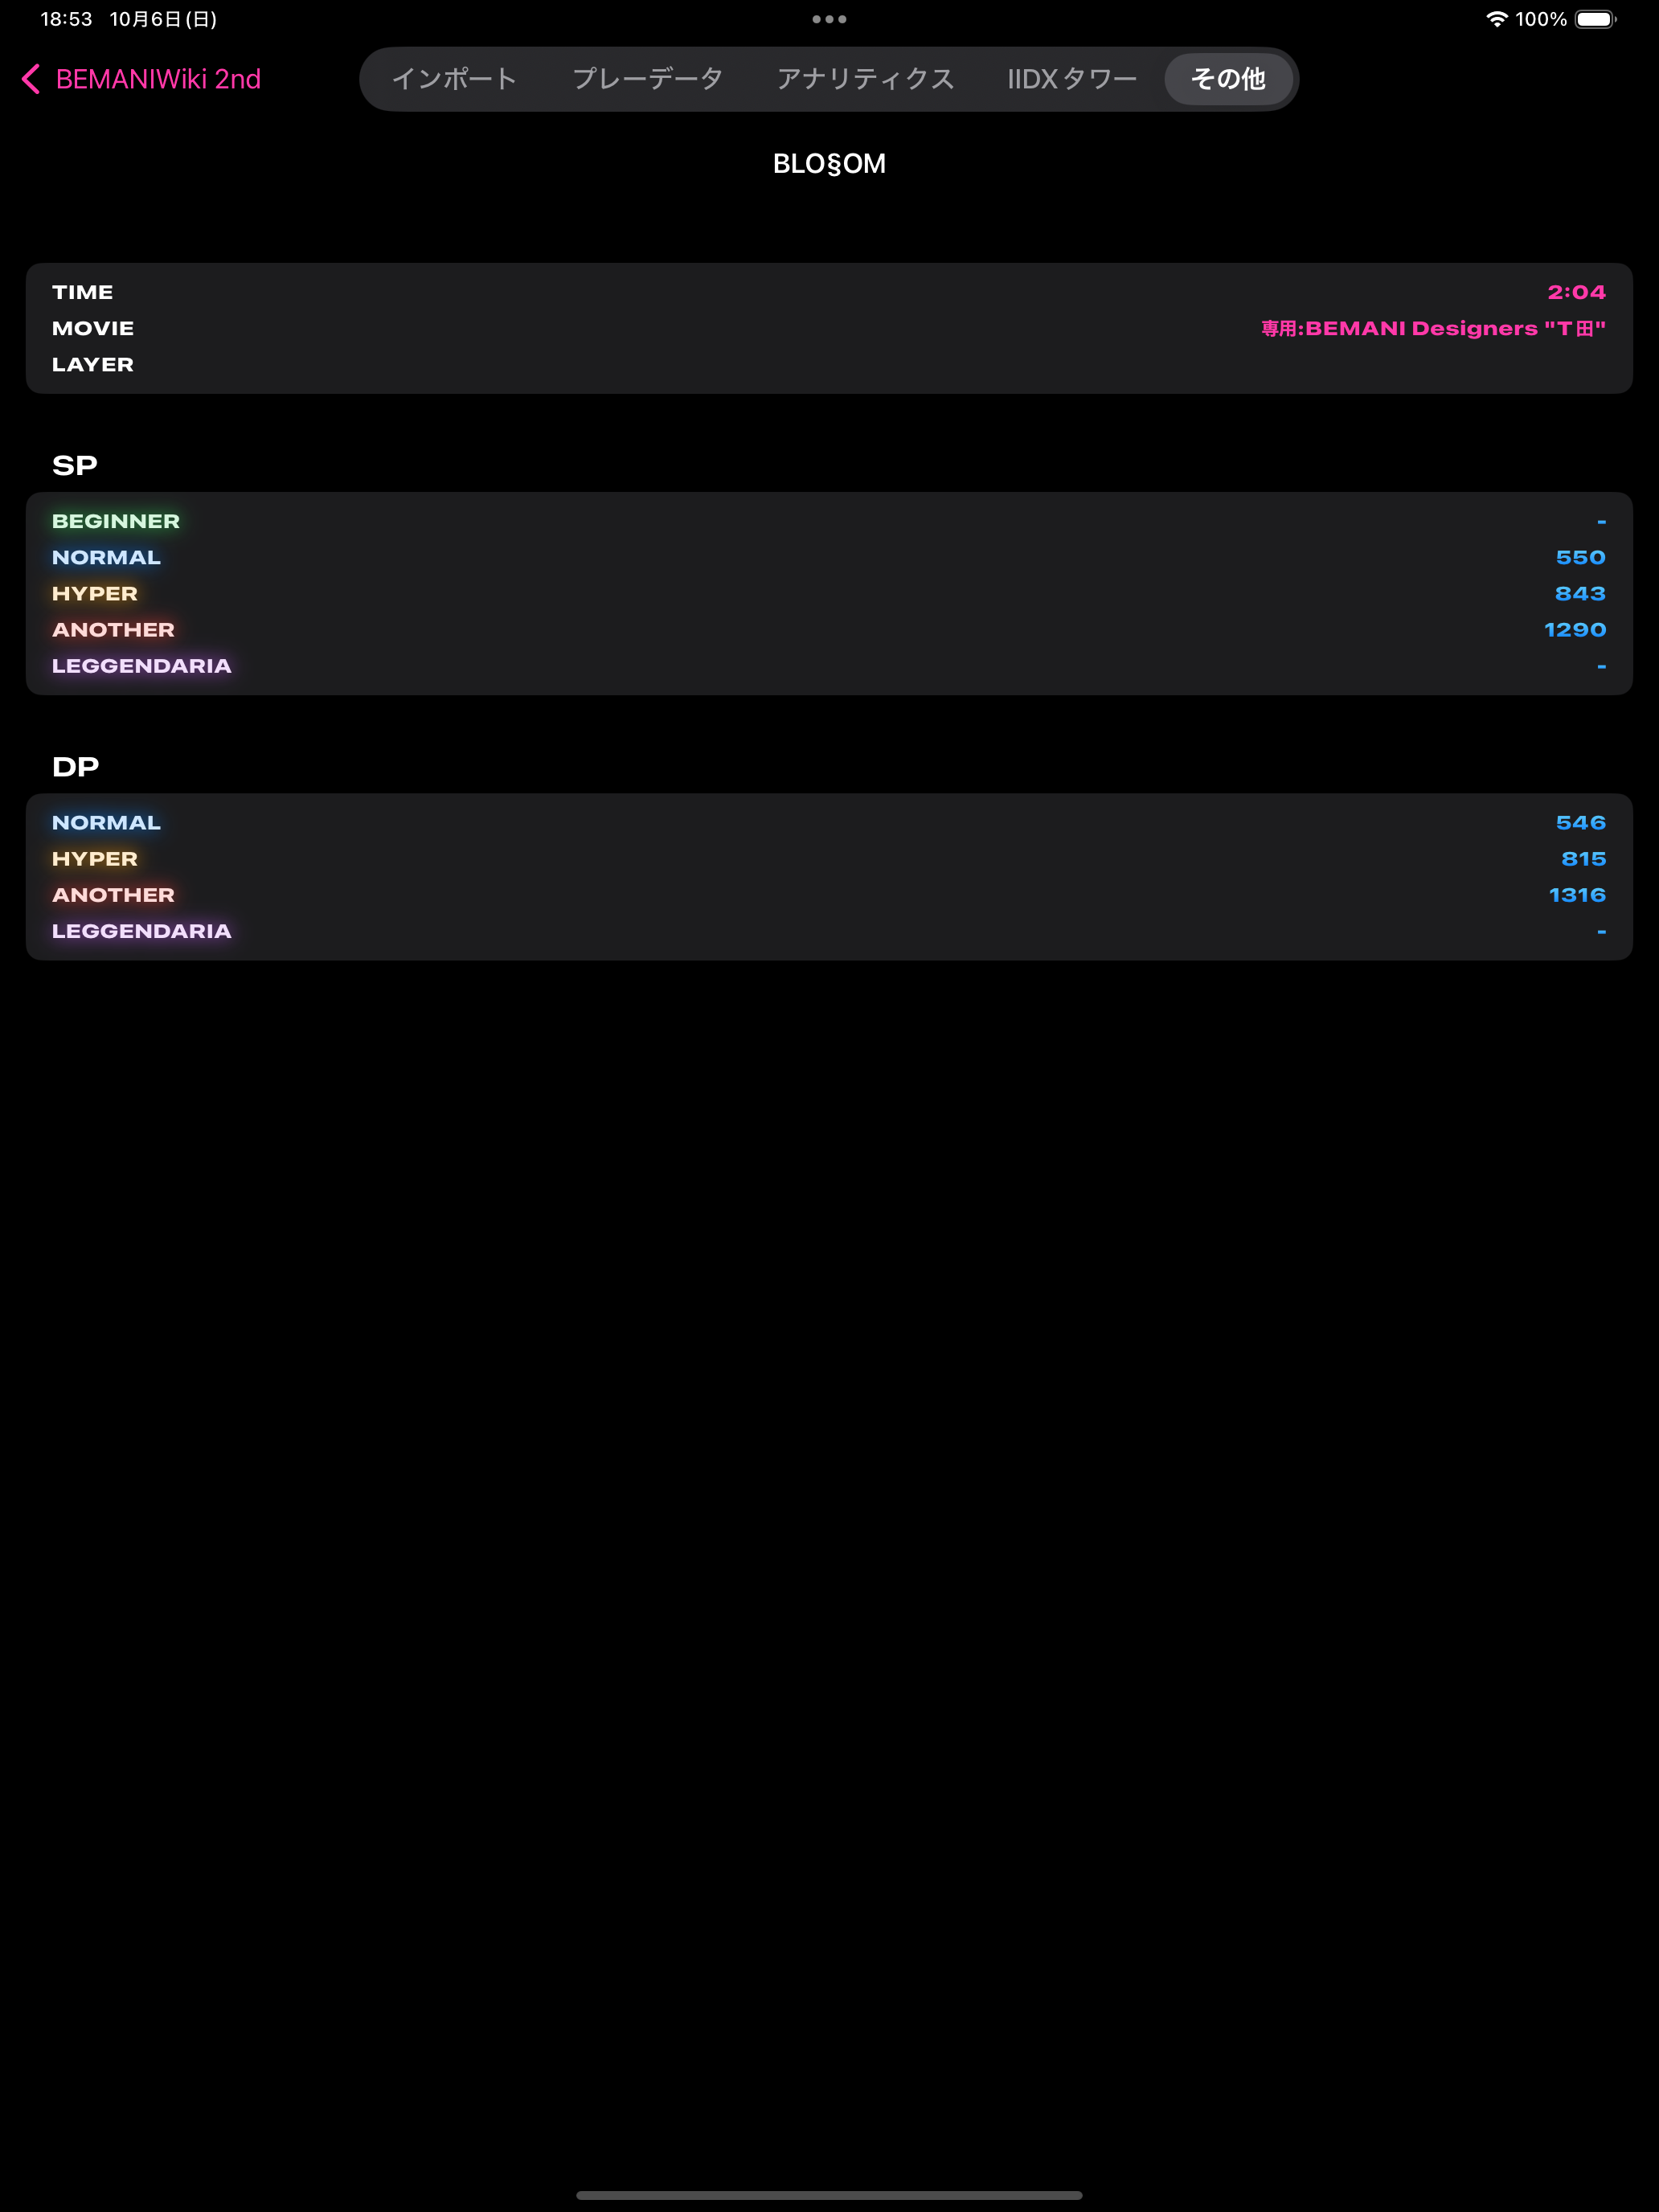 18:53 10月6日(日)
100%
BEMANIWiki 2nd
インポート プレーデータ アナリティクス IIDXタワー その他
BLO§OM
TIME 2:04
MOVIE 専用:BEMANI Designers "T田"
LAYER
SP
BEGINNER -
NORMAL 550
HYPER 843
ANOTHER 1290
LEGGENDARIA -
DP
NORMAL 546
HYPER 815
ANOTHER 1316
LEGGENDARIA -